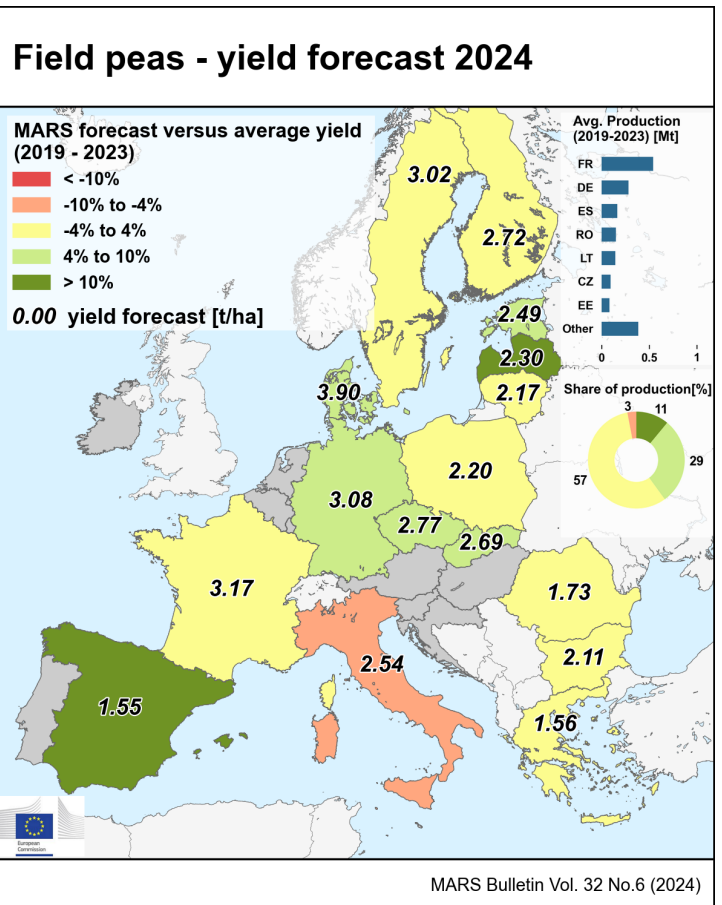 Field peas - yield forecast 2024
MARS forecast versus average yield
(2019 - 2023)
< -10%
-10% to -4%
-4% to 4%
4% to 10%
> 10%
0.00 yield forecast [t/ha]
Avg. Production
(2019-2023) [Mt]
FR
DE
ES
RO
LT
CZ
EE
Other
0 0.5 1
Share of production[%]
3 11
29
57
3.02
2.72
2.49
2.30
2.17
3.90
2.20
3.08
2.77
2.69
3.17
1.73
2.54
2.11
1.55
1.56
European
Commission
MARS Bulletin Vol. 32 No.6 (2024)